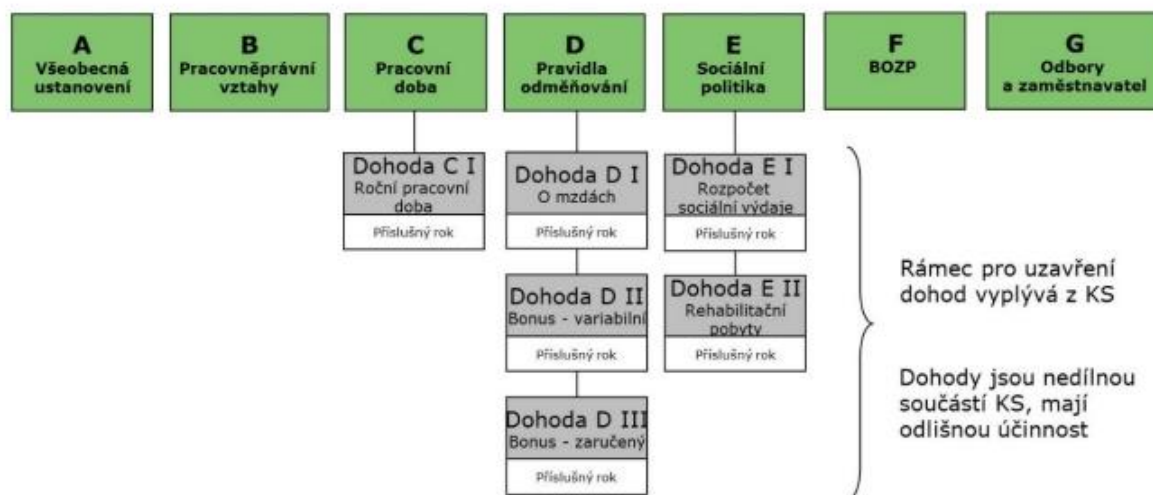 A
Všeobecná
ustanovení
B
Pracovněprávní
vztahy
C
Pracovní
doba
D
Pravidla
odměňování
E
Sociální
politika
F
BOZP
G
Odbory
a zaměstnavatel
Dohoda C I
Roční pracovní
doba
Příslušný rok
Dohoda D I
O mzdách
Příslušný rok
Dohoda D II
Bonus - variabilní
Příslušný rok
Dohoda D III
Bonus - zaručený
Příslušný rok
Dohoda E I
Rozpočet
sociální výdaje
Příslušný rok
Dohoda E II
Rehabilitační
pobyty
Příslušný rok
Rámec pro uzavření
dohod vyplývá z KS
Dohody jsou nedílnou
součástí KS, mají
odlišnou účinnost